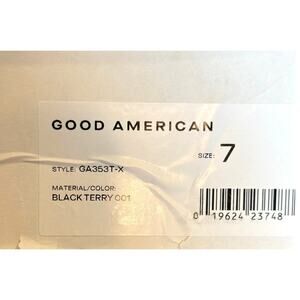 GOOD AMERICAN
SIZE: 7
STYLE: GA353T-X
MATERIAL/COLOR:
BLACK TERRY 001
0 19624 23748